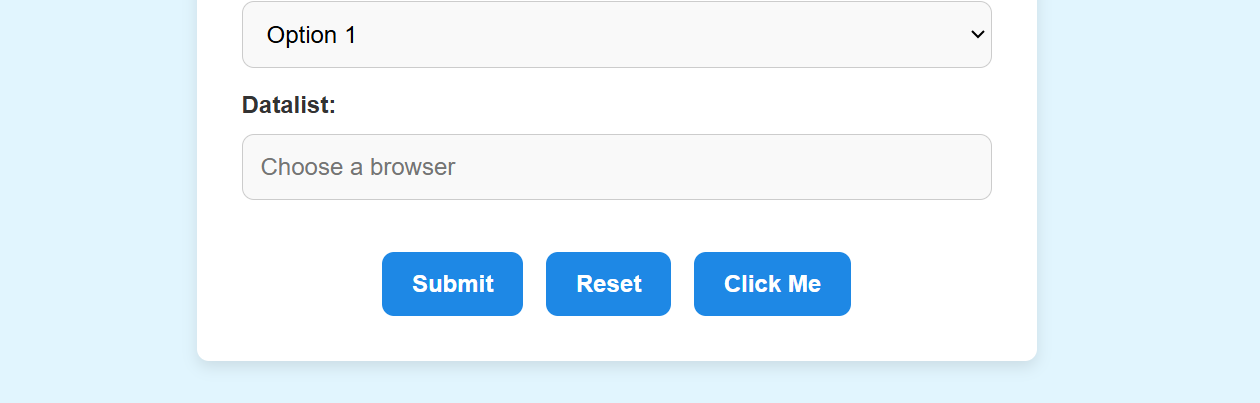 Option 1
Datalist:
Choose a browser
Submit Reset Click Me